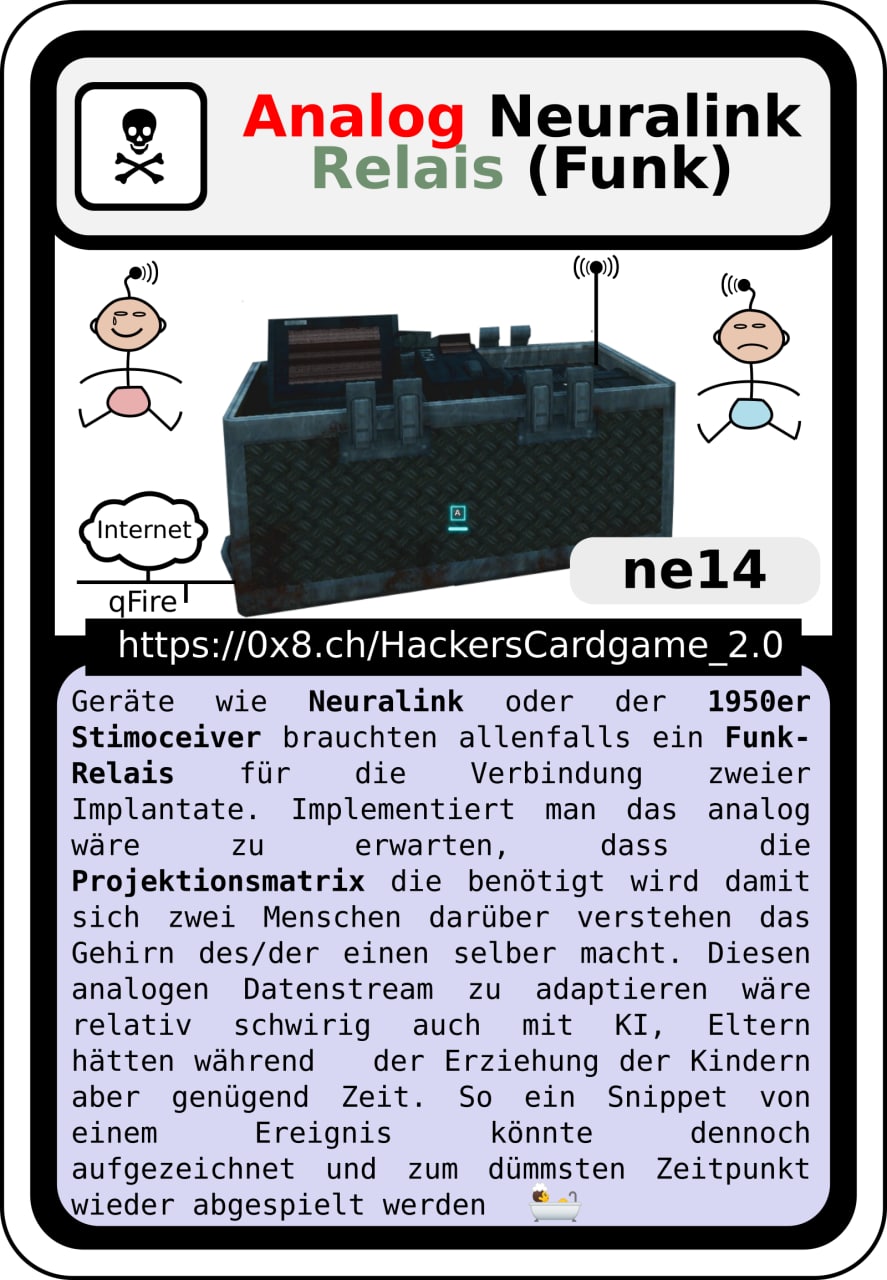 Analog Neuralink
Relais (Funk)
Internet
qFire
A
ne14
https://0x8.ch/HackersCardgame_2.0
Geräte wie Neuralink oder der 1950er
Stimoceiver brauchten allenfalls ein Funk-
Relais für die Verbindung zweier
Implantate. Implementiert man das analog
wäre zu erwarten, dass die
Projektionsmatrix die benötigt wird damit
sich zwei Menschen darüber verstehen das
Gehirn des/der einen selber macht. Diesen
analogen Datenstream zu adaptieren wäre
relativ schwirig auch mit KI, Eltern
hätten während der Erziehung der Kindern
aber genügend Zeit. So ein Snippet von
einem Ereignis könnte dennoch
aufgezeichnet und zum dümmsten Zeitpunkt
wieder abgespielt werden